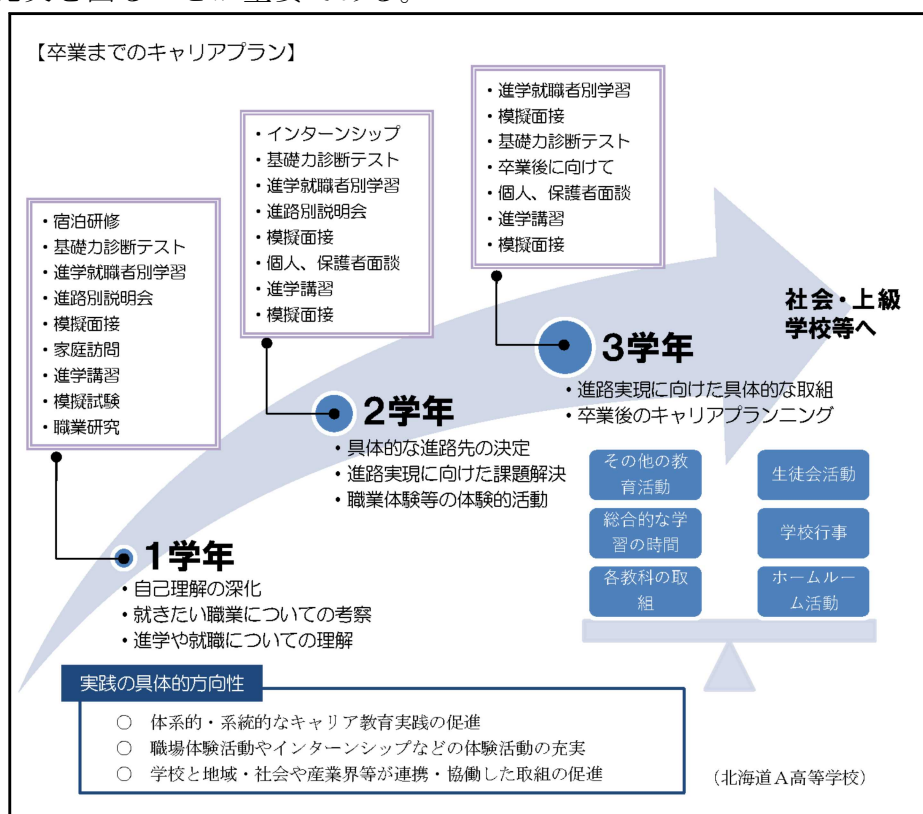 【卒業までのキャリアプラン】
・宿泊研修
・基礎力診断テスト
・進学就職者別学習
・進路別説明会
・模擬面接
・家庭訪問
・進学講習
・模擬試験
・職業研究
・インターンシップ
・基礎力診断テスト
・進学就職者別学習
・進路別説明会
・模擬面接
・個人、保護者面談
・進学講習
・模擬面接
・進学就職者別学習
・模擬面接
・基礎力診断テスト
・卒業後に向けて
・個人、保護者面談
・進学講習
・模擬面接
社会・上級
学校等へ
3学年
・進路実現に向けた具体的な取組
・卒業後のキャリアプランニング
2学年
・具体的な進路先の決定
・進路実現に向けた課題解決
・職業体験等の体験的活動
1学年
・自己理解の深化
・就きたい職業についての考察
・進学や就職についての理解
その他の教
育活動
生徒会活動
総合的な学
習の時間
学校行事
各教科の取
組
ホームルー
ム活動
実践の具体的方向性
○ 体系的・系統的なキャリア教育実践の促進
○ 職場体験活動やインターンシップなどの体験活動の充実
○ 学校と地域・社会や産業界等が連携・協働した取組の促進
（北海道A高等学校）